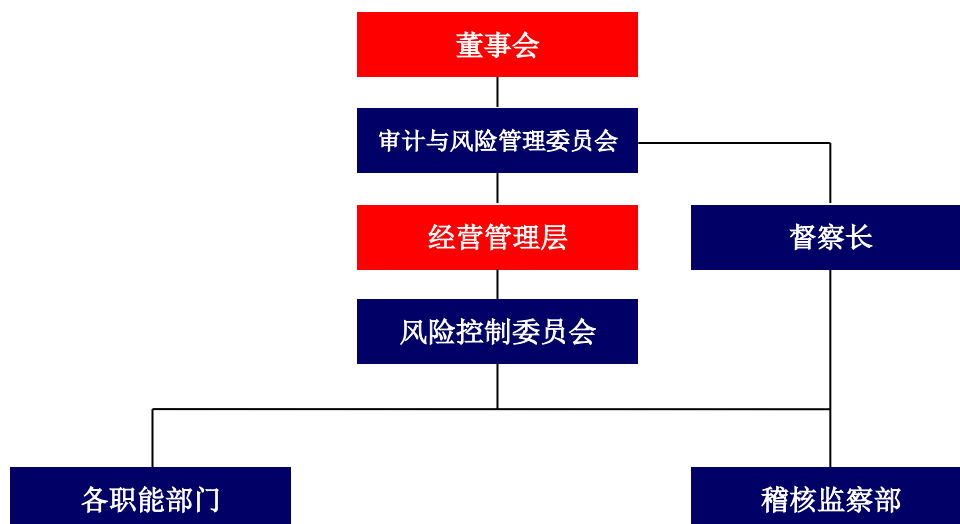 董事会
审计与风险管理委员会
经营管理层
督察长
风险控制委员会
各职能部门
稽核监察部